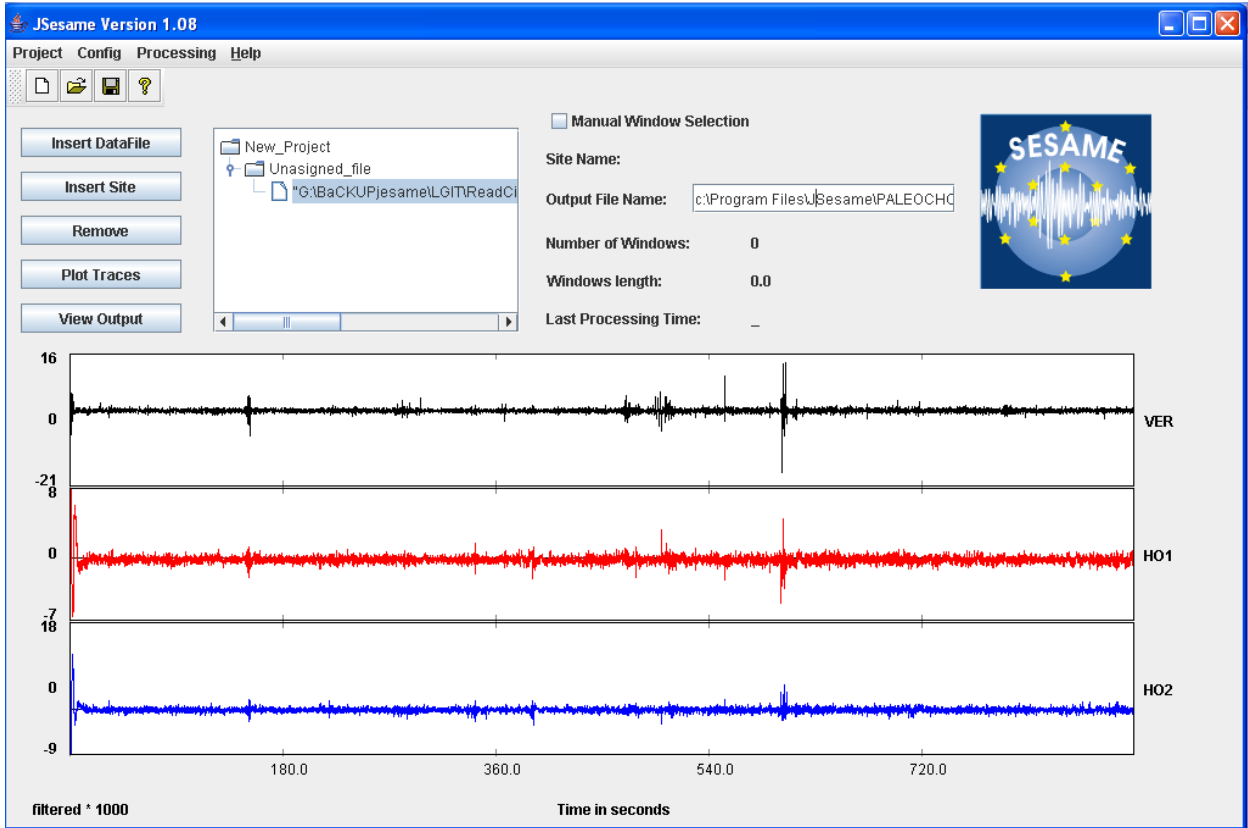 JSesame Version 1.08
Project Config Processing Help
Insert DataFile
Insert Site
Remove
Plot Traces
View Output
New_Project
Unasigned_file
"G:\BaCKUPjesame\LGIT\ReadCi
Manual Window Selection
Site Name:
Output File Name: c:\Program Files\JSesame\PALEOCHO
Number of Windows: 0
Windows length: 0.0
Last Processing Time: _
SESAME
16
0
-21
VER
8
0
-7
HO1
18
0
-9
HO2
180.0 360.0 540.0 720.0
filtered * 1000 Time in seconds